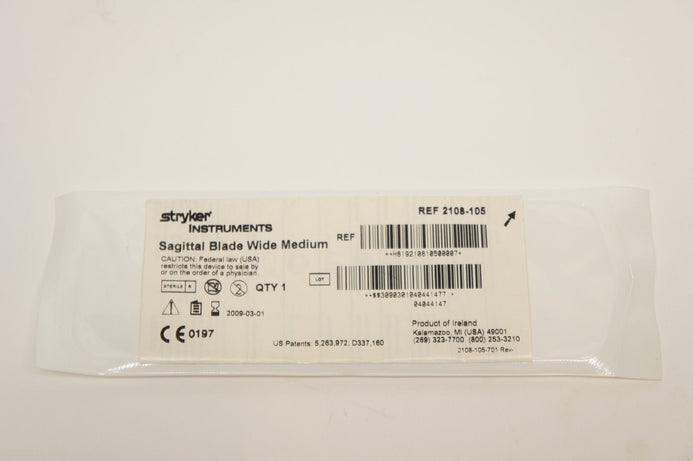 stryker
INSTRUMENTS
REF 2108-105
Sagittal Blade Wide Medium
REF
CAUTION: Federal law (USA)
restricts this device to sale by
or on the order of a physician.
STERILE R
2
QTY 1
LOT
2009-03-01
04044147
CE 0197
US Patents: 5,263,972; D337,160
Product of Ireland
Kalamazoo, MI (USA) 49001
(269) 323-7700 (800) 253-3210
2108-105-701 Rev-